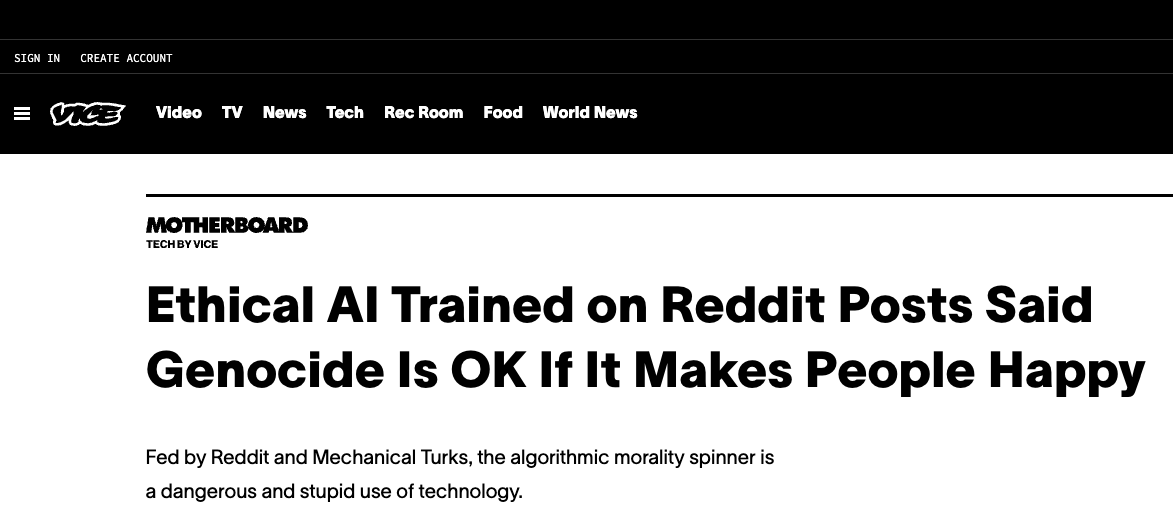 SIGN IN CREATE ACCOUNT
VICE Video TV News Tech Rec Room Food World News
MOTHERBOARD
TECH BY VICE
Ethical AI Trained on Reddit Posts Said
Genocide Is OK If It Makes People Happy
Fed by Reddit and Mechanical Turks, the algorithmic morality spinner is
a dangerous and stupid use of technology.